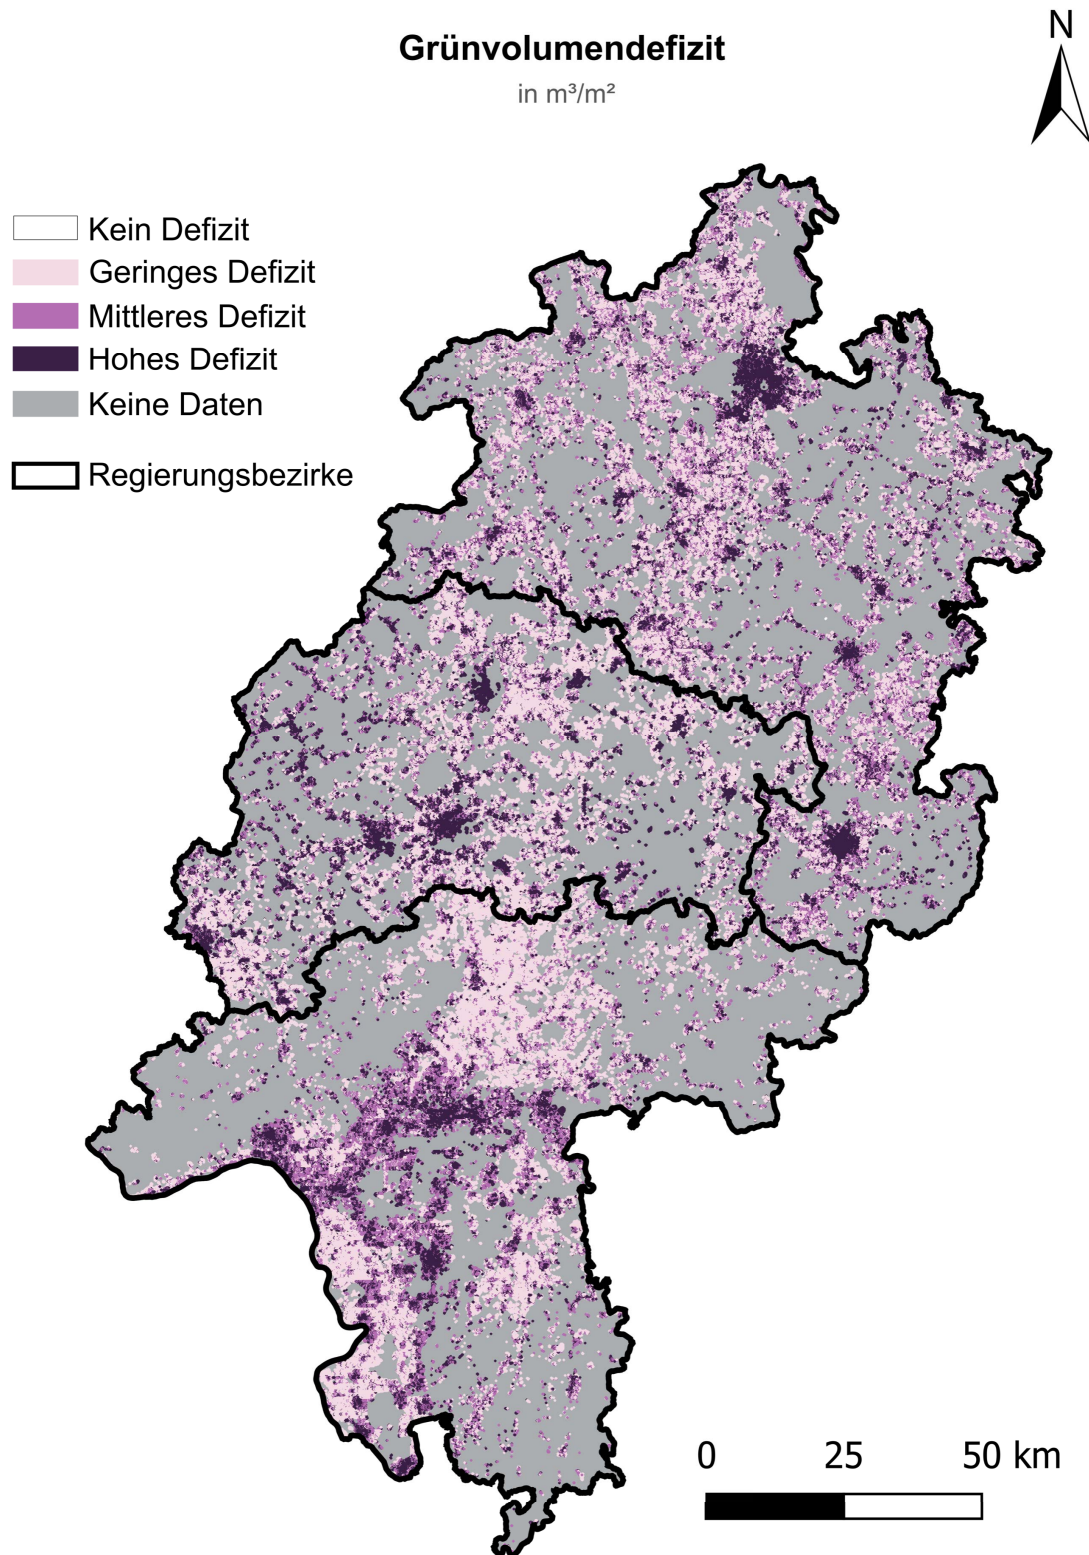 Grünvolumendefizit
in m³/m²
N
Kein Defizit
Geringes Defizit
Mittleres Defizit
Hohes Defizit
Keine Daten
Regierungsbezirke
0 25 50 km